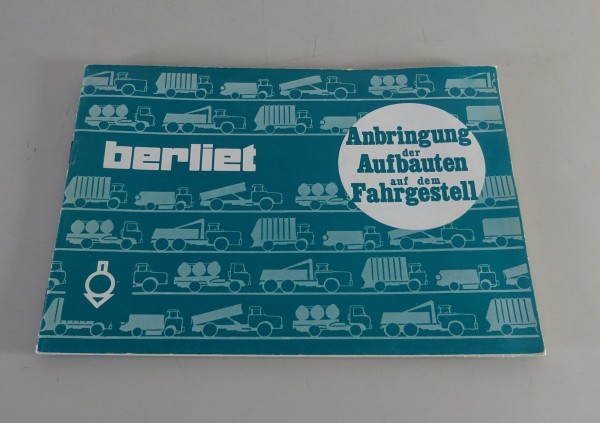 berliet
Anbringung
der
Aufbauten
auf dem
Fahrgestell